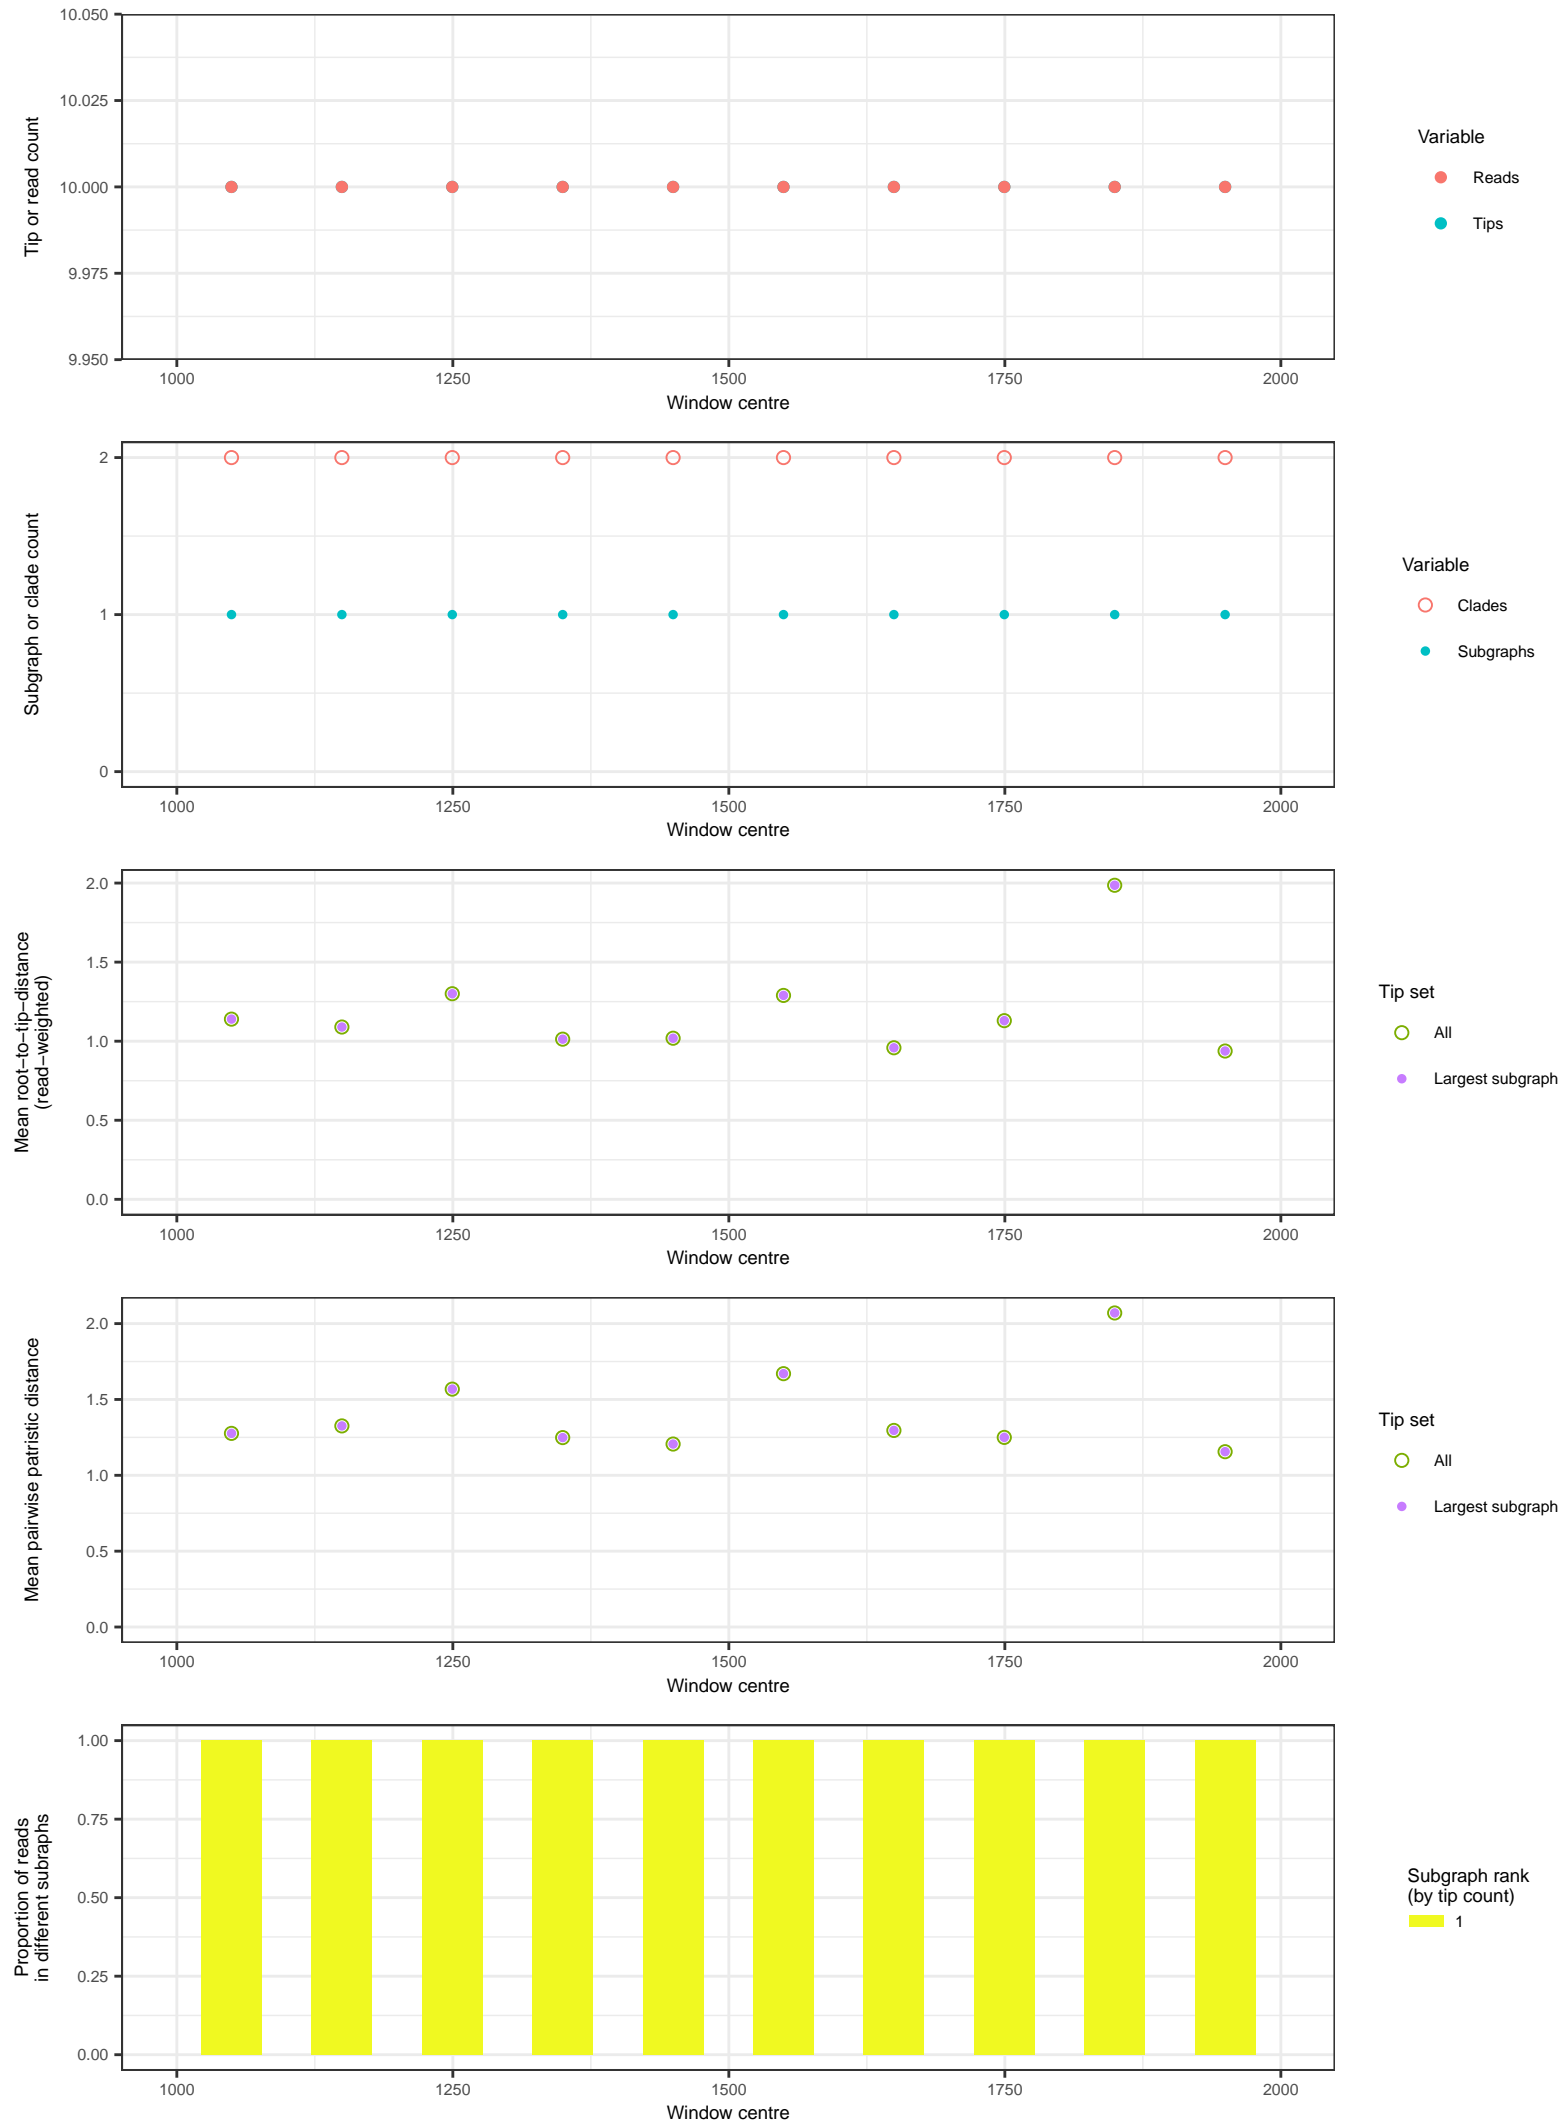 10.050
10.025
10.000
9.975
9.950
Tip or read count
1000 1250 1500 1750 2000
Window centre
Variable
Reads
Tips
2
1
0
Subgraph or clade count
1000 1250 1500 1750 2000
Window centre
Variable
Clades
Subgraphs
2.0
1.5
1.0
0.5
0.0
Mean root−to−tip−distance
(read−weighted)
1000 1250 1500 1750 2000
Window centre
Tip set
All
Largest subgraph
2.0
1.5
1.0
0.5
0.0
Mean pairwise patristic distance
1000 1250 1500 1750 2000
Window centre
Tip set
All
Largest subgraph
1.00
0.75
0.50
0.25
0.00
Proportion of reads
in different subraphs
1000 1250 1500 1750 2000
Window centre
Subgraph rank
(by tip count)
1